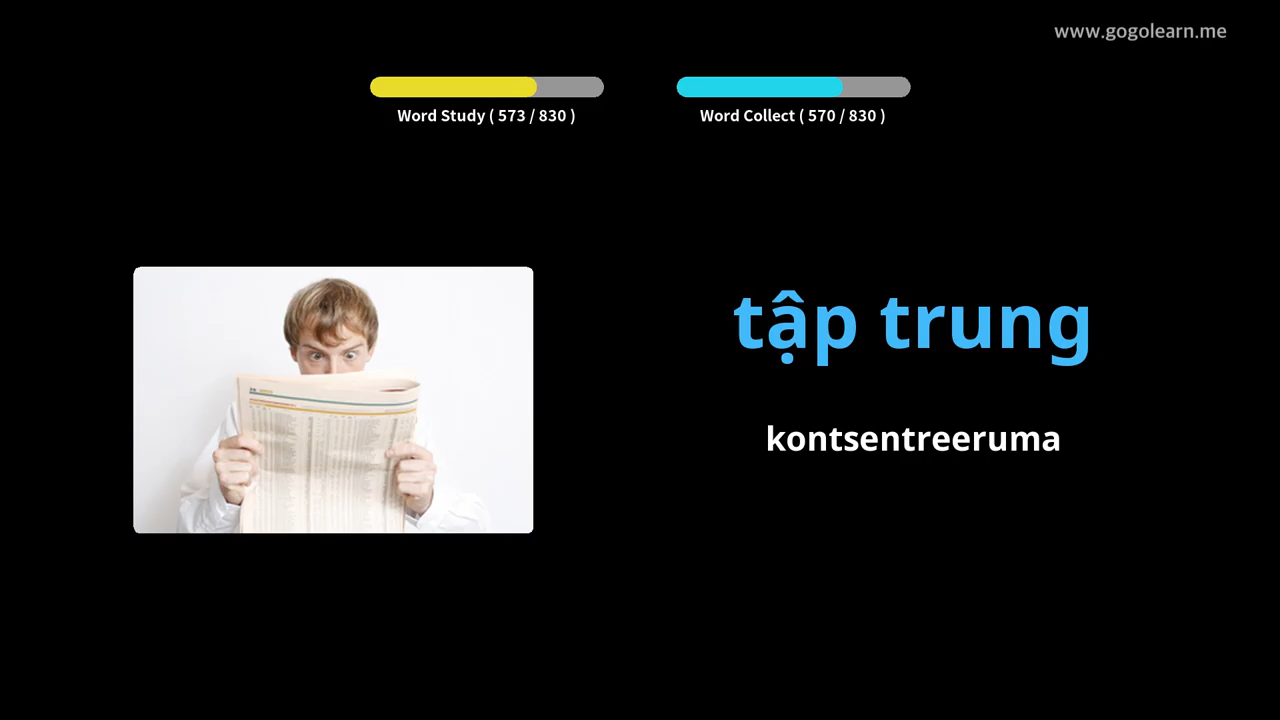 www.gogolearn.me
Word Study ( 573 / 830 )
Word Collect ( 570 / 830 )
tập trung
kontsentreeruma